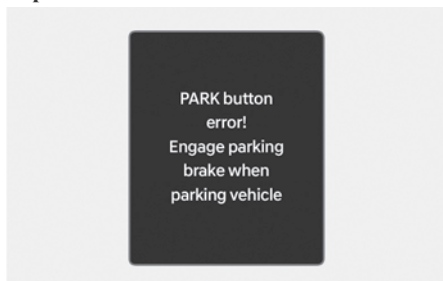 PARK button
error!
Engage parking
brake when
parking vehicle